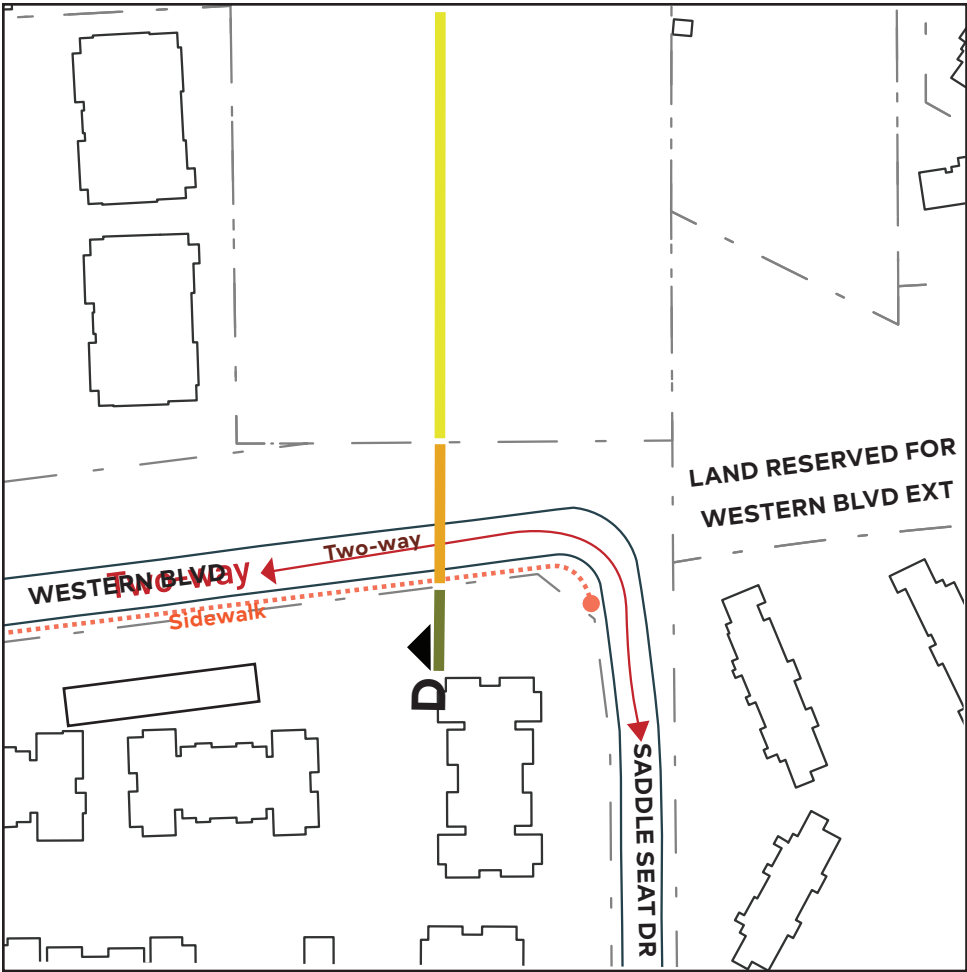 LAND RESERVED FOR
WESTERN BLVD EXT
Two-way
WESTERN BLVD
Two-way
Sidewalk
D
SADDLE SEAT DR